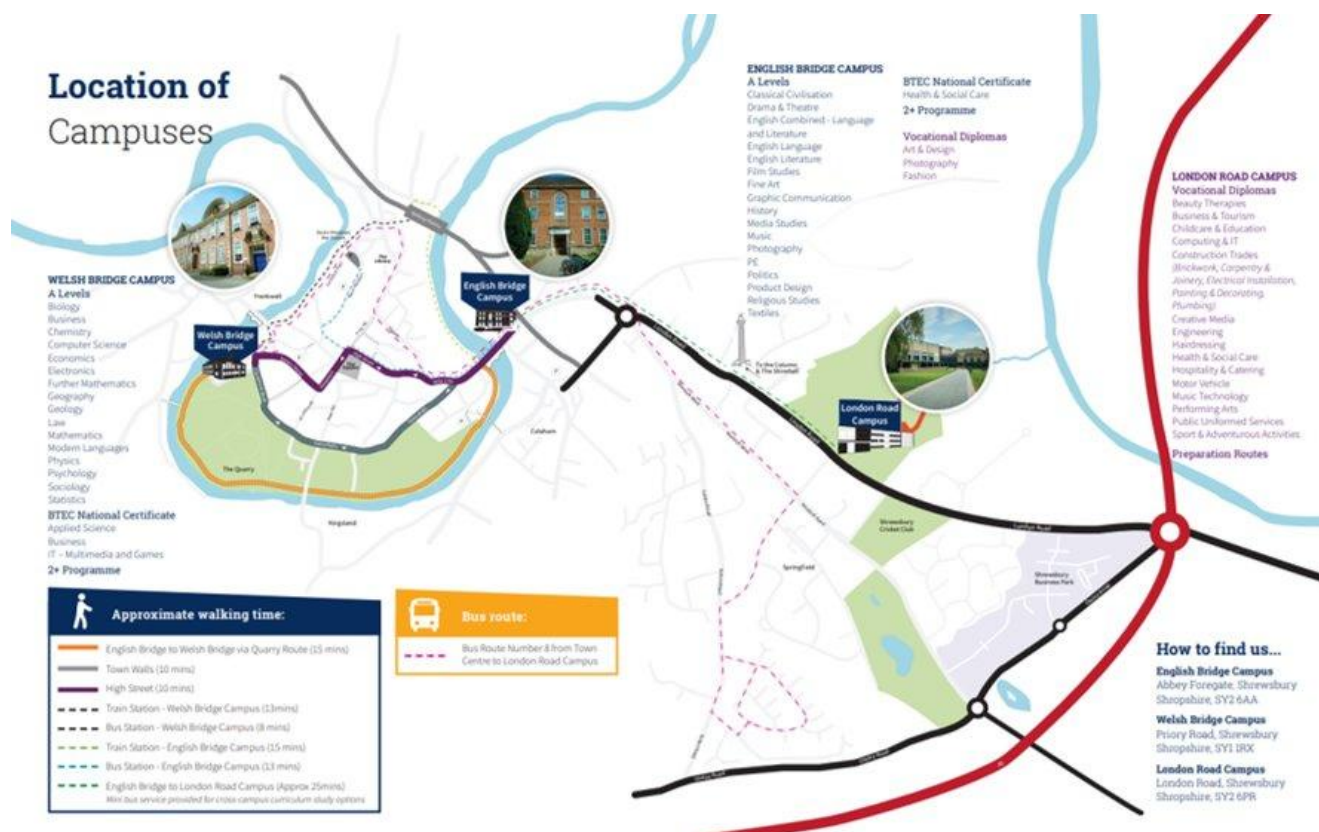 Location of
Campuses
WELSH BRIDGE CAMPUS
A Levels
Biology
Business
Chemistry
Computer Science
Economics
Electronics
Further Mathematics
Geography
Geology
Law
Mathematics
Modern Languages
Physics
Psychology
Sociology
Statistics
BTEC National Certificate
Applied Science
Business
IT – Multimedia and Games
2+ Programme
Frankwell
Welsh Bridge
Campus
English Bridge
Campus
The Quarry
Kingsland
Coleham
ENGLISH BRIDGE CAMPUS
A Levels
Classical Civilisation
Drama & Theatre
English Combined - Language
and Literature
English Language
English Literature
Film Studies
Fine Art
Graphic Communication
History
Media Studies
Music
Photography
PE
Politics
Product Design
Religious Studies
Textiles
BTEC National Certificate
Health & Social Care
2+ Programme
Vocational Diplomas
Art & Design
Photography
Fashion
To the Column
& The Shirehall
London Road
London Road
Campus
Shrewsbury
Cricket Club
Springfield
London Road
Shrewsbury
Business Park
LONDON ROAD CAMPUS
Vocational Diplomas
Beauty Therapies
Business & Tourism
Childcare & Education
Computing & IT
Construction Trades
(Brickwork, Carpentry &
Joinery, Electrical Installation,
Painting & Decorating,
Plumbing)
Creative Media
Engineering
Hairdressing
Health & Social Care
Hospitality & Catering
Motor Vehicle
Music Technology
Performing Arts
Public Uniformed Services
Sport & Adventurous Activities
Preparation Routes
Approximate walking time:
English Bridge to Welsh Bridge via Quarry Route (15 mins)
Town Walls (10 mins)
High Street (10 mins)
Train Station - Welsh Bridge Campus (13mins)
Bus Station - Welsh Bridge Campus (8 mins)
Train Station - English Bridge Campus (15 mins)
Bus Station - English Bridge Campus (13 mins)
English Bridge to London Road Campus (Approx 25mins)
Mini bus service provided for cross campus curriculum study options
Bus route:
Bus Route Number 8 from Town
Centre to London Road Campus
How to find us...
English Bridge Campus
Abbey Foregate, Shrewsbury
Shropshire, SY2 6AA
Welsh Bridge Campus
Priory Road, Shrewsbury
Shropshire, SY1 1RX
London Road Campus
London Road, Shrewsbury
Shropshire, SY2 6PR